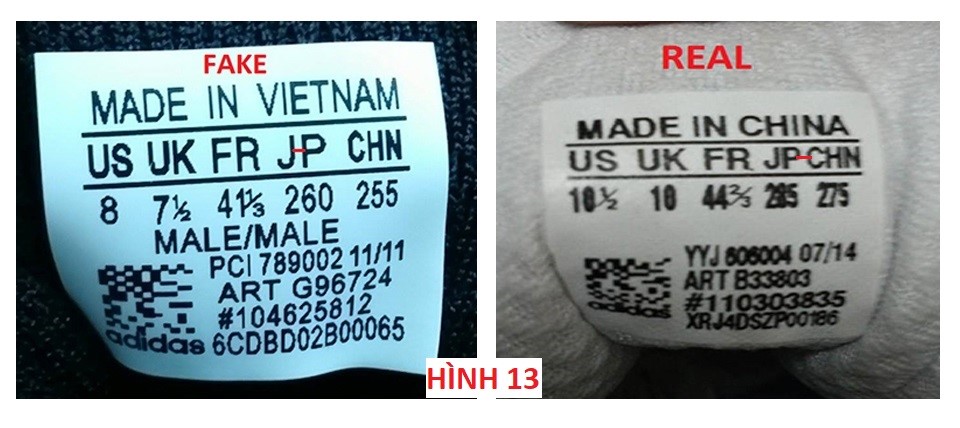 FAKE
MADE IN VIETNAM
US UK FR JP CHN
8 7½ 41⅓ 260 255
MALE/MALE
PCI 789002 11/11
ART G96724
#104625812
adidas 6CDBD02B00065
REAL
MADE IN CHINA
US UK FR JP CHN
10½ 10 44⅔ 285 275
YYJ 606004 07/14
ART B33803
#110303835
XRJ4DSZP00186
HÌNH 13